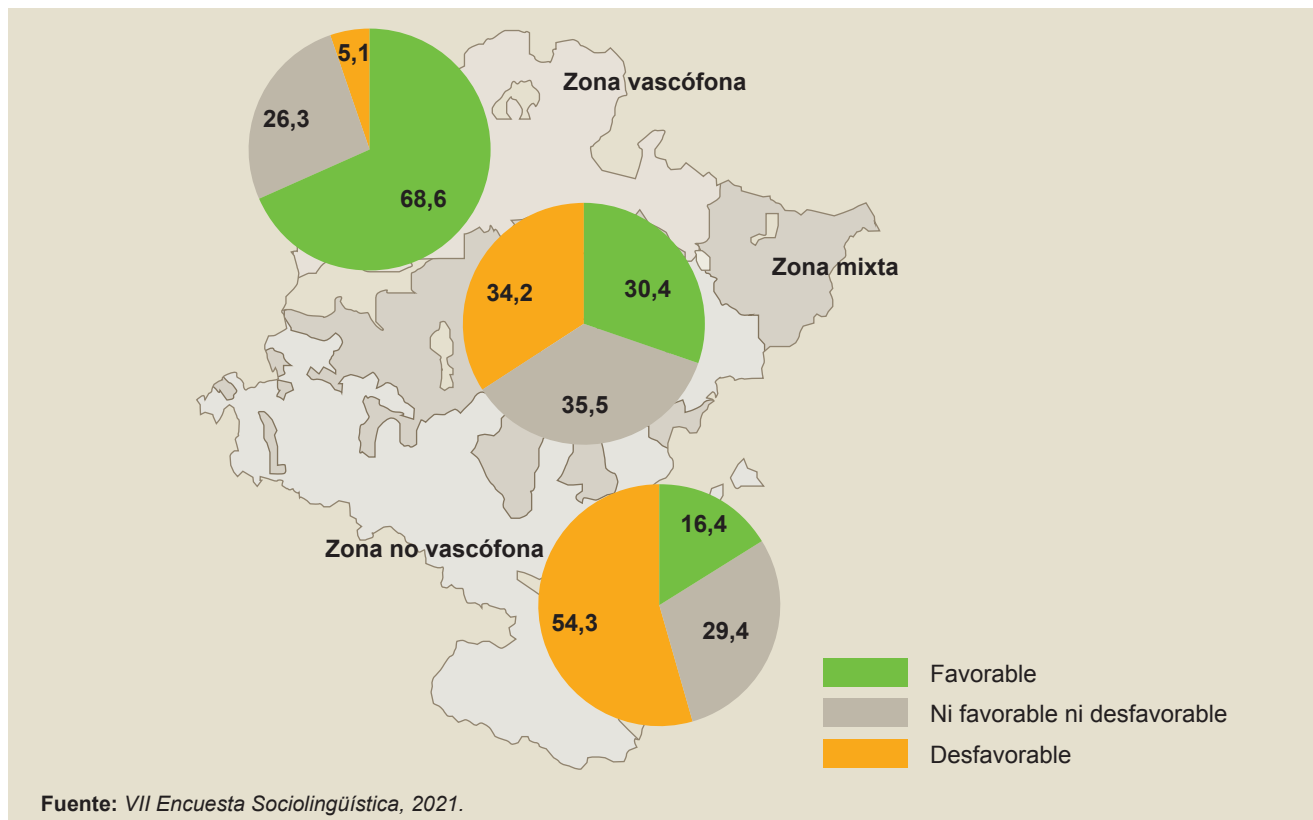 5,1
26,3
68,6
Zona vascófona
34,2
30,4
35,5
Zona mixta
Zona no vascófona
16,4
54,3
29,4
Favorable
Ni favorable ni desfavorable
Desfavorable
Fuente: VII Encuesta Sociolingüística, 2021.